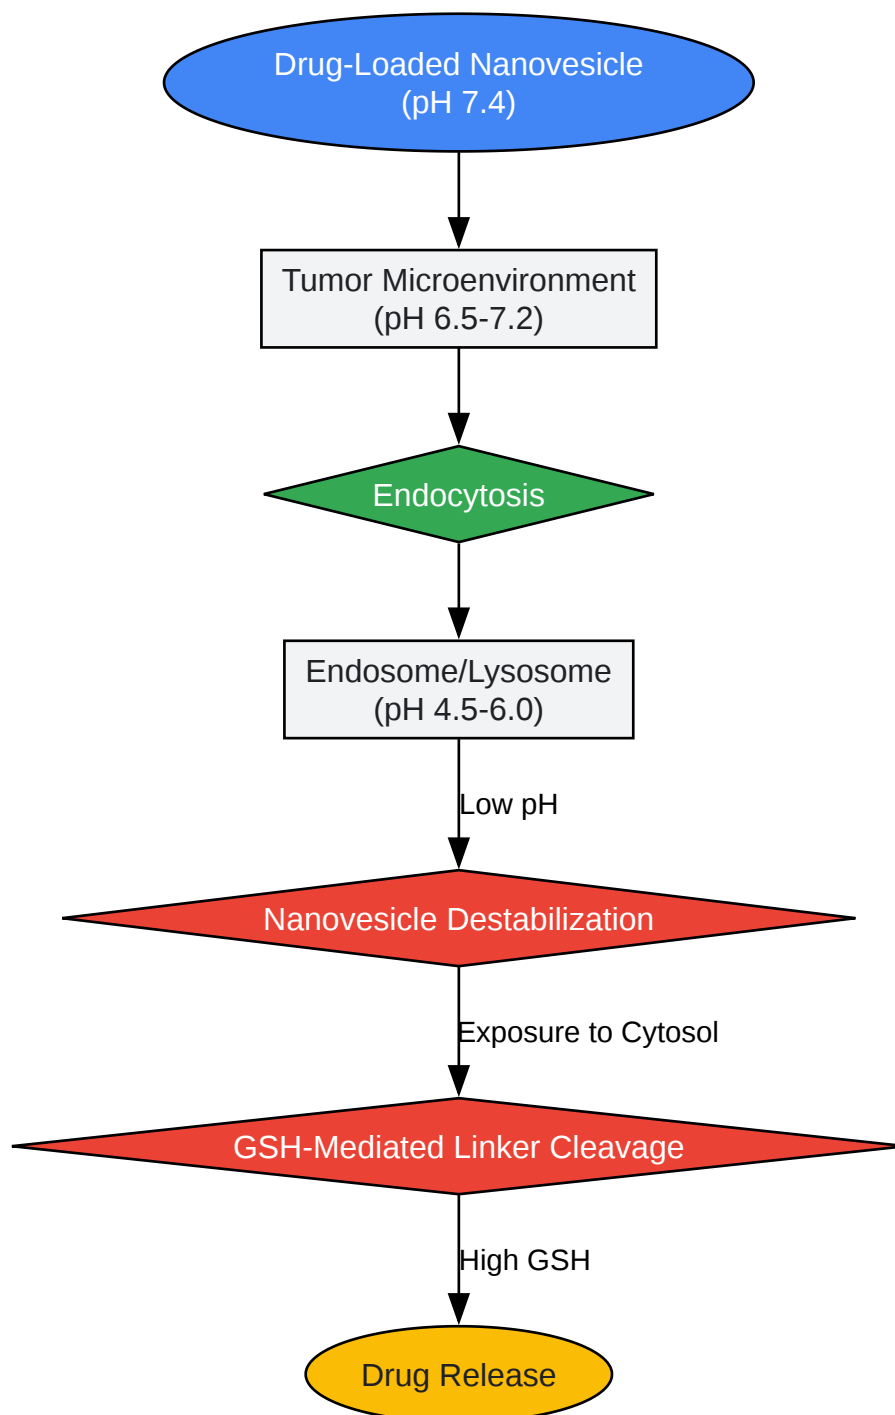 Drug-Loaded Nanovesicle
(pH 7.4)
Tumor Microenvironment
(pH 6.5-7.2)
Endocytosis
Endosome/Lysosome
(pH 4.5-6.0)
Low pH
Nanovesicle Destabilization
Exposure to Cytosol
GSH-Mediated Linker Cleavage
High GSH
Drug Release